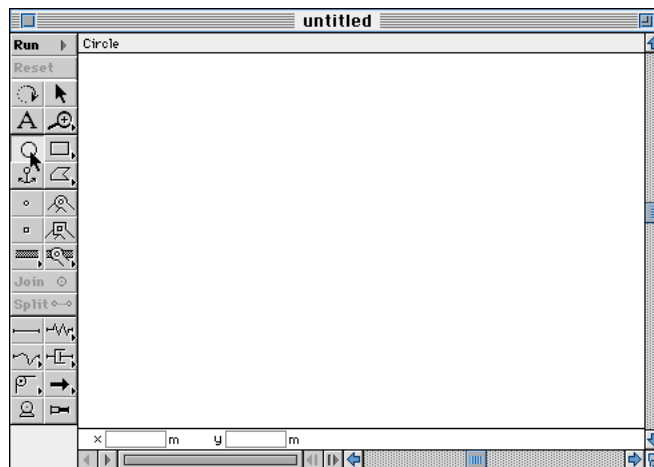 untitled
Run
Circle
Reset
A
Join
Split
x m y m